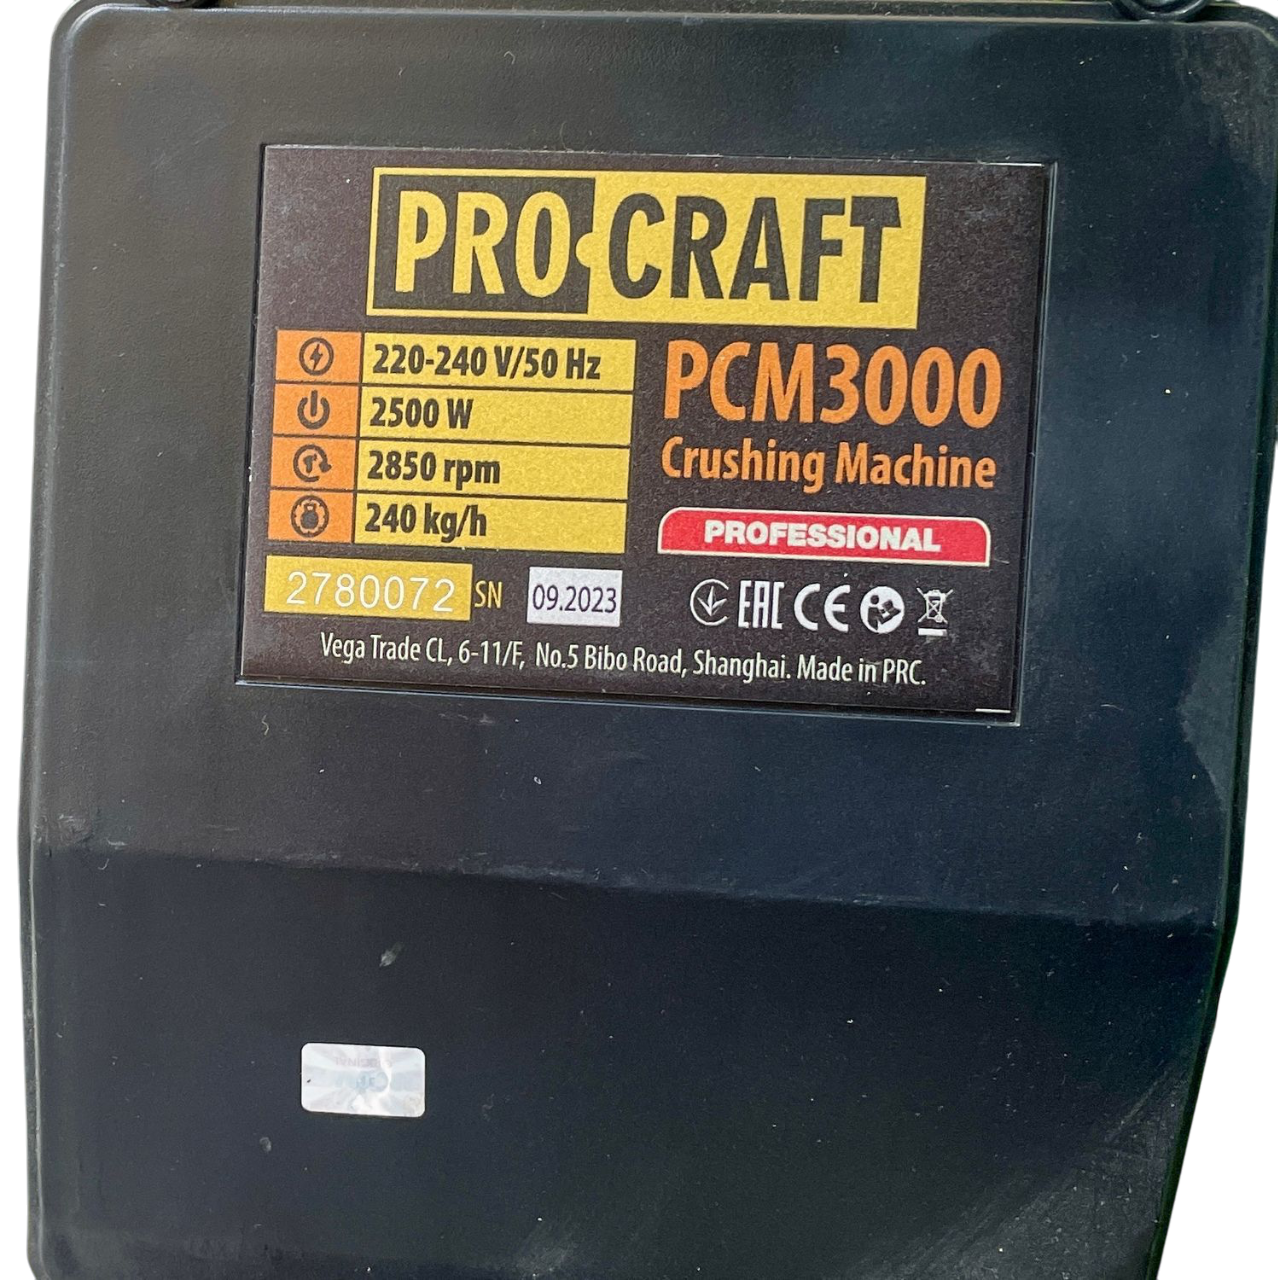 PRO CRAFT
220-240 V/50 Hz
2500 W
2850 rpm
240 kg/h
PCM3000
Crushing Machine
PROFESSIONAL
2780072 SN 09.2023
EAC CE
Vega Trade CL, 6-11/F, No.5 Bibo Road, Shanghai. Made in PRC.